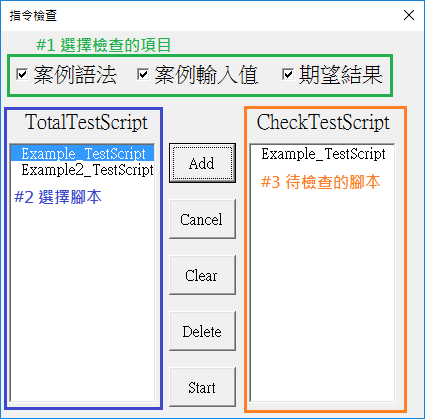 指令檢查
#1 選擇檢查的項目
案例語法 案例輸入值 期望結果
TotalTestScript
Example_TestScript
Example2_TestScript
#2 選擇腳本
Add
Cancel
Clear
Delete
Start
CheckTestScript
Example_TestScript
#3 待檢查的腳本